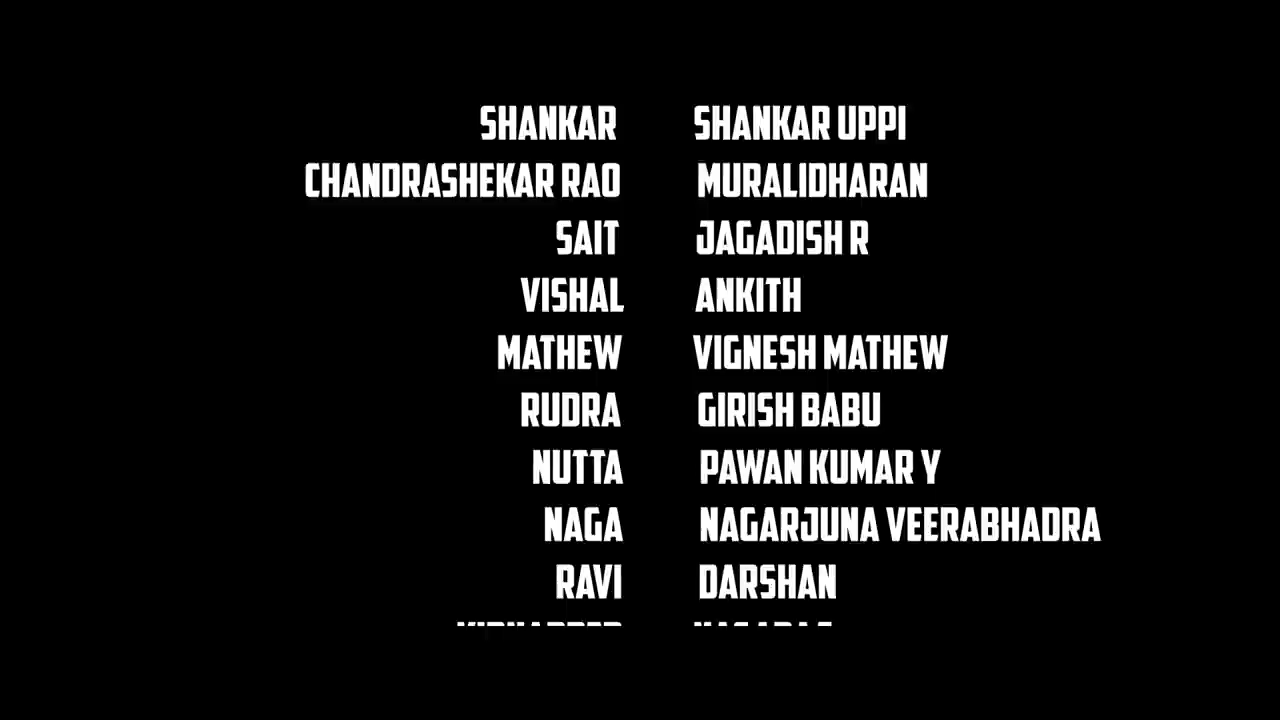 SHANKAR SHANKAR UPPI
CHANDRASHEKAR RAO MURALIDHARAN
SAIT JAGADISH R
VISHAL ANKITH
MATHEW VIGNESH MATHEW
RUDRA GIRISH BABU
NUTTA PAWAN KUMAR Y
NAGA NAGARJUNA VEERABHADRA
RAVI DARSHAN